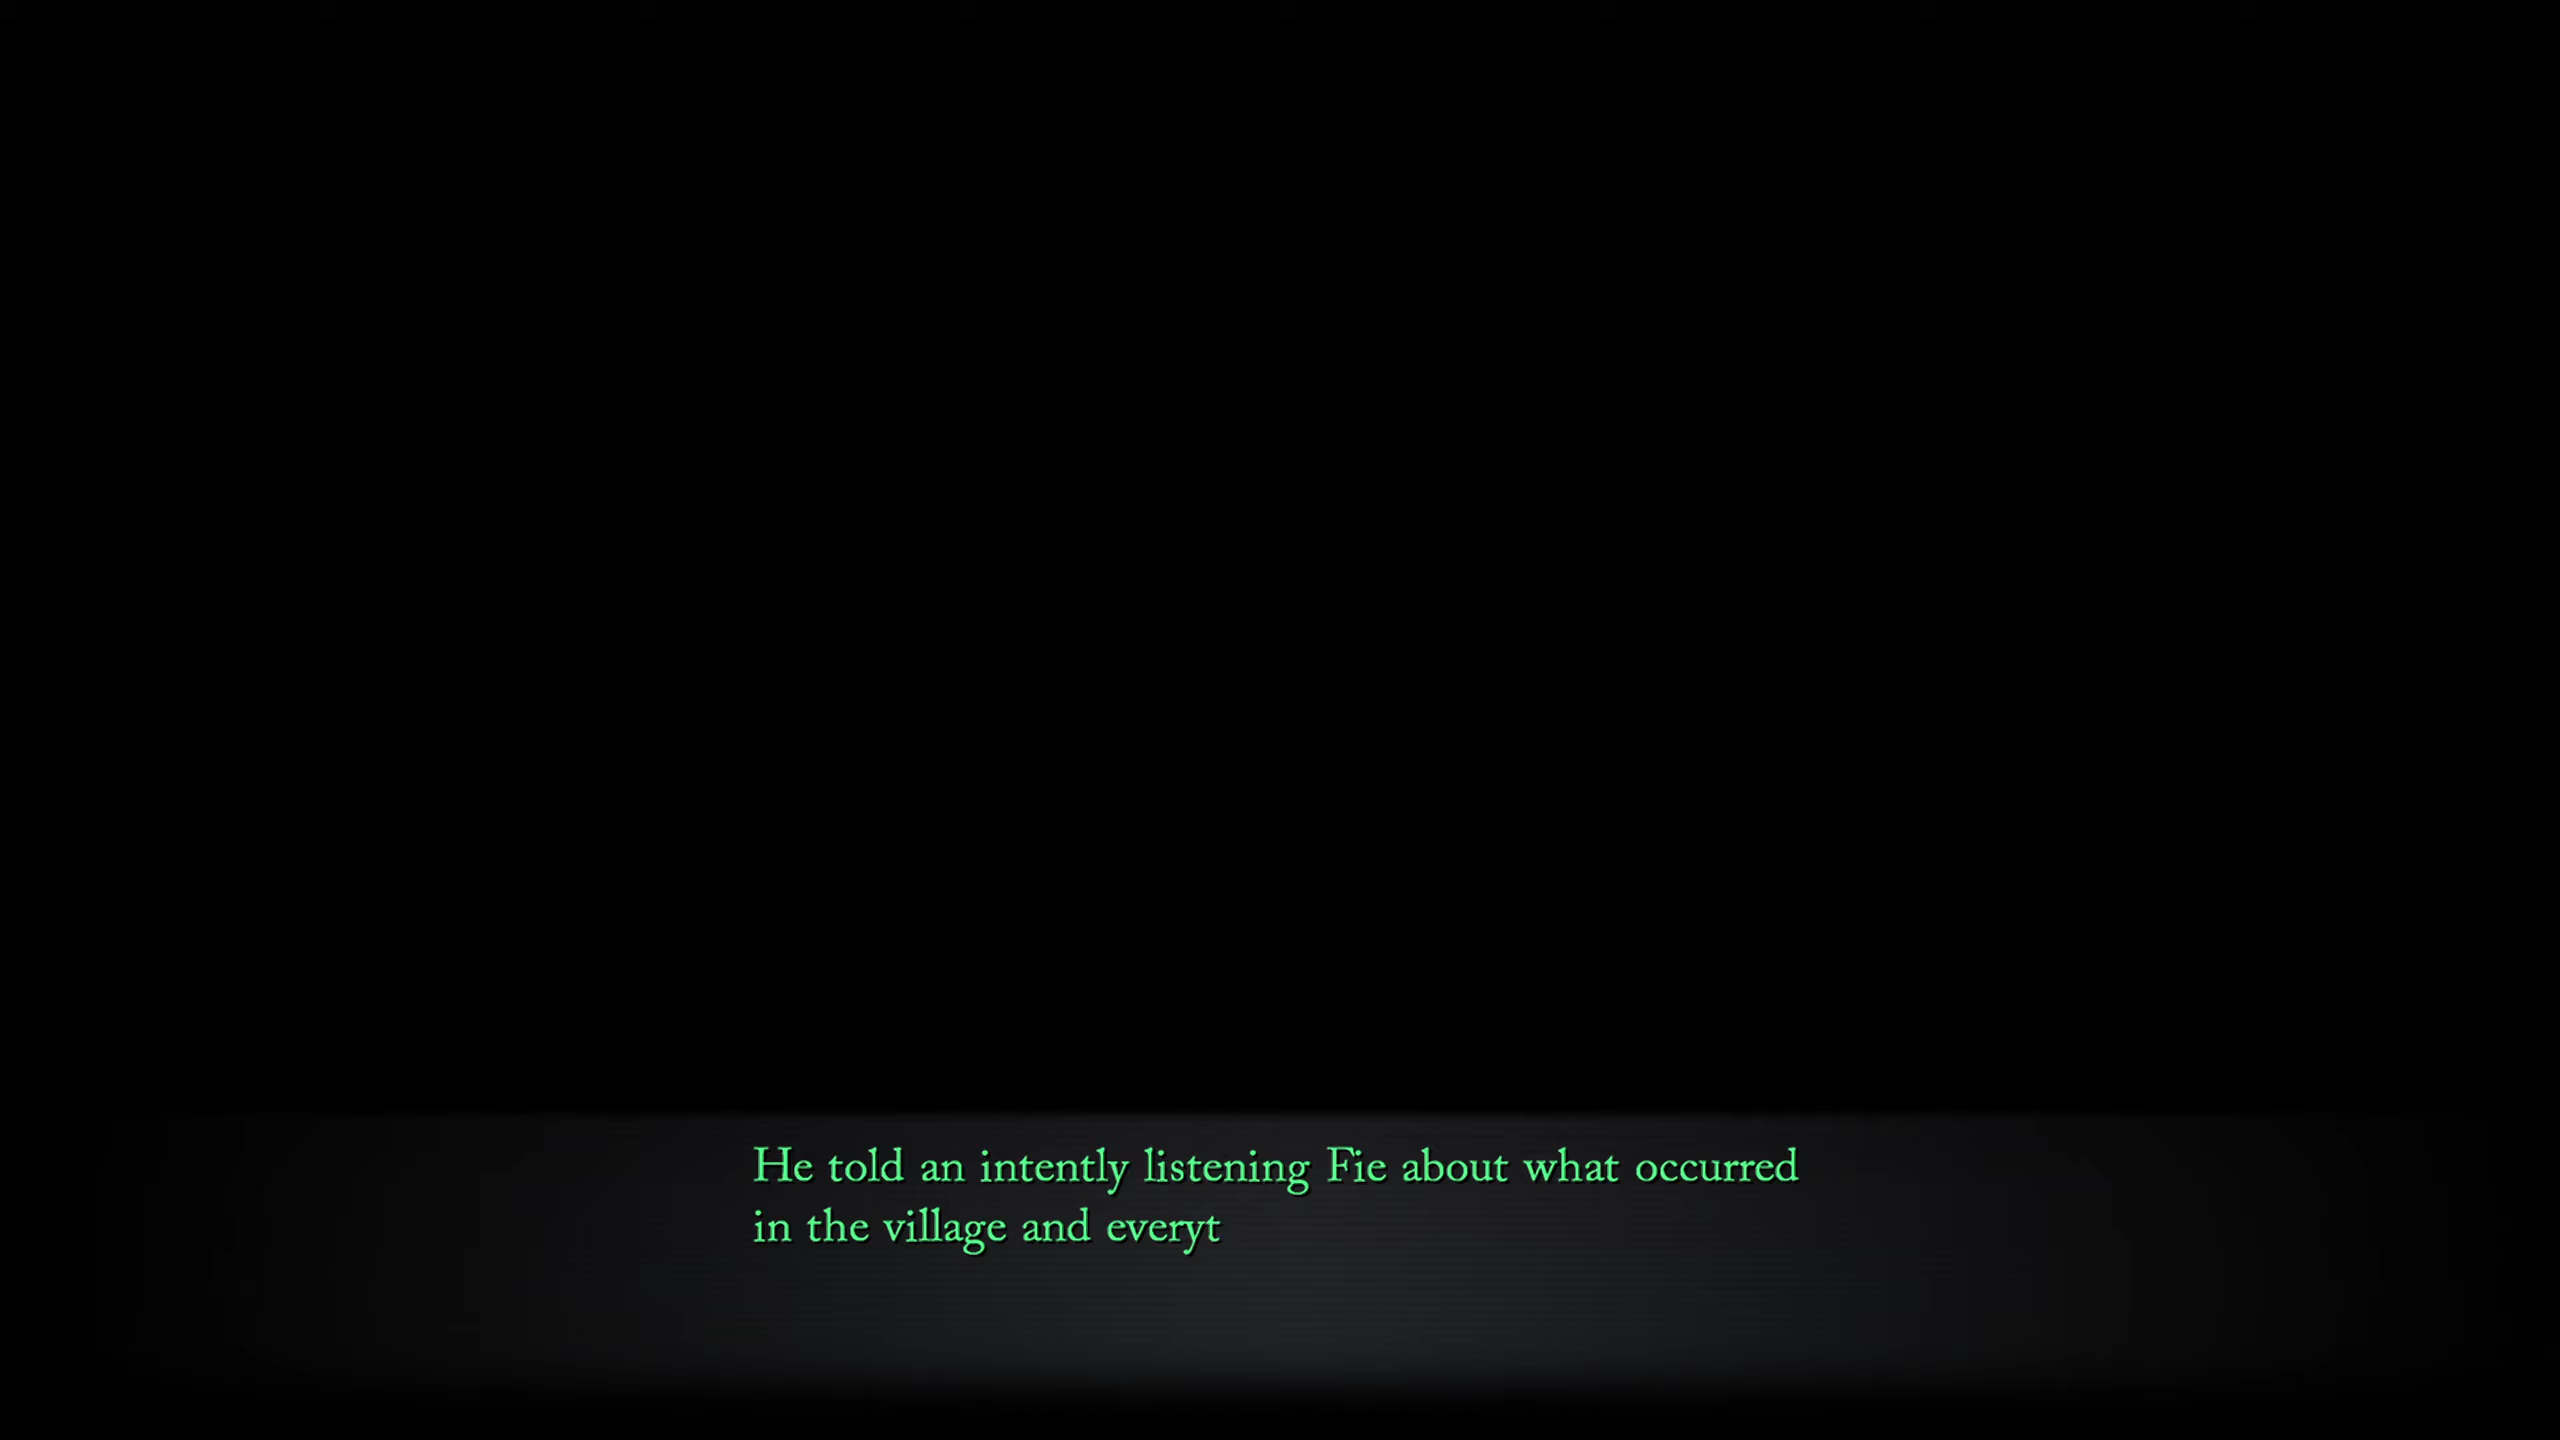 He told an intently listening Fie about what occurred
in the village and everyt